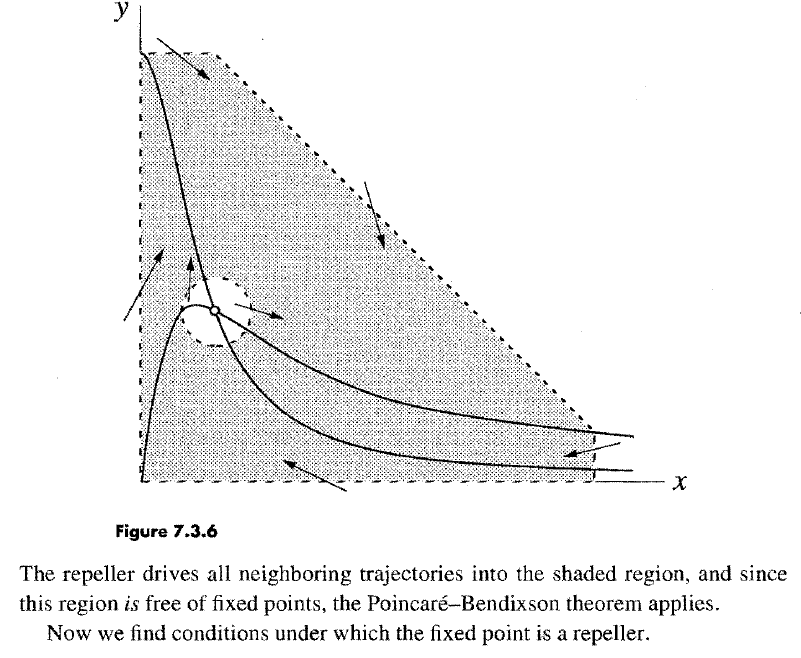 y
x
Figure 7.3.6
The repeller drives all neighboring trajectories into the shaded region, and since
this region is free of fixed points, the Poincaré–Bendixson theorem applies.
Now we find conditions under which the fixed point is a repeller.